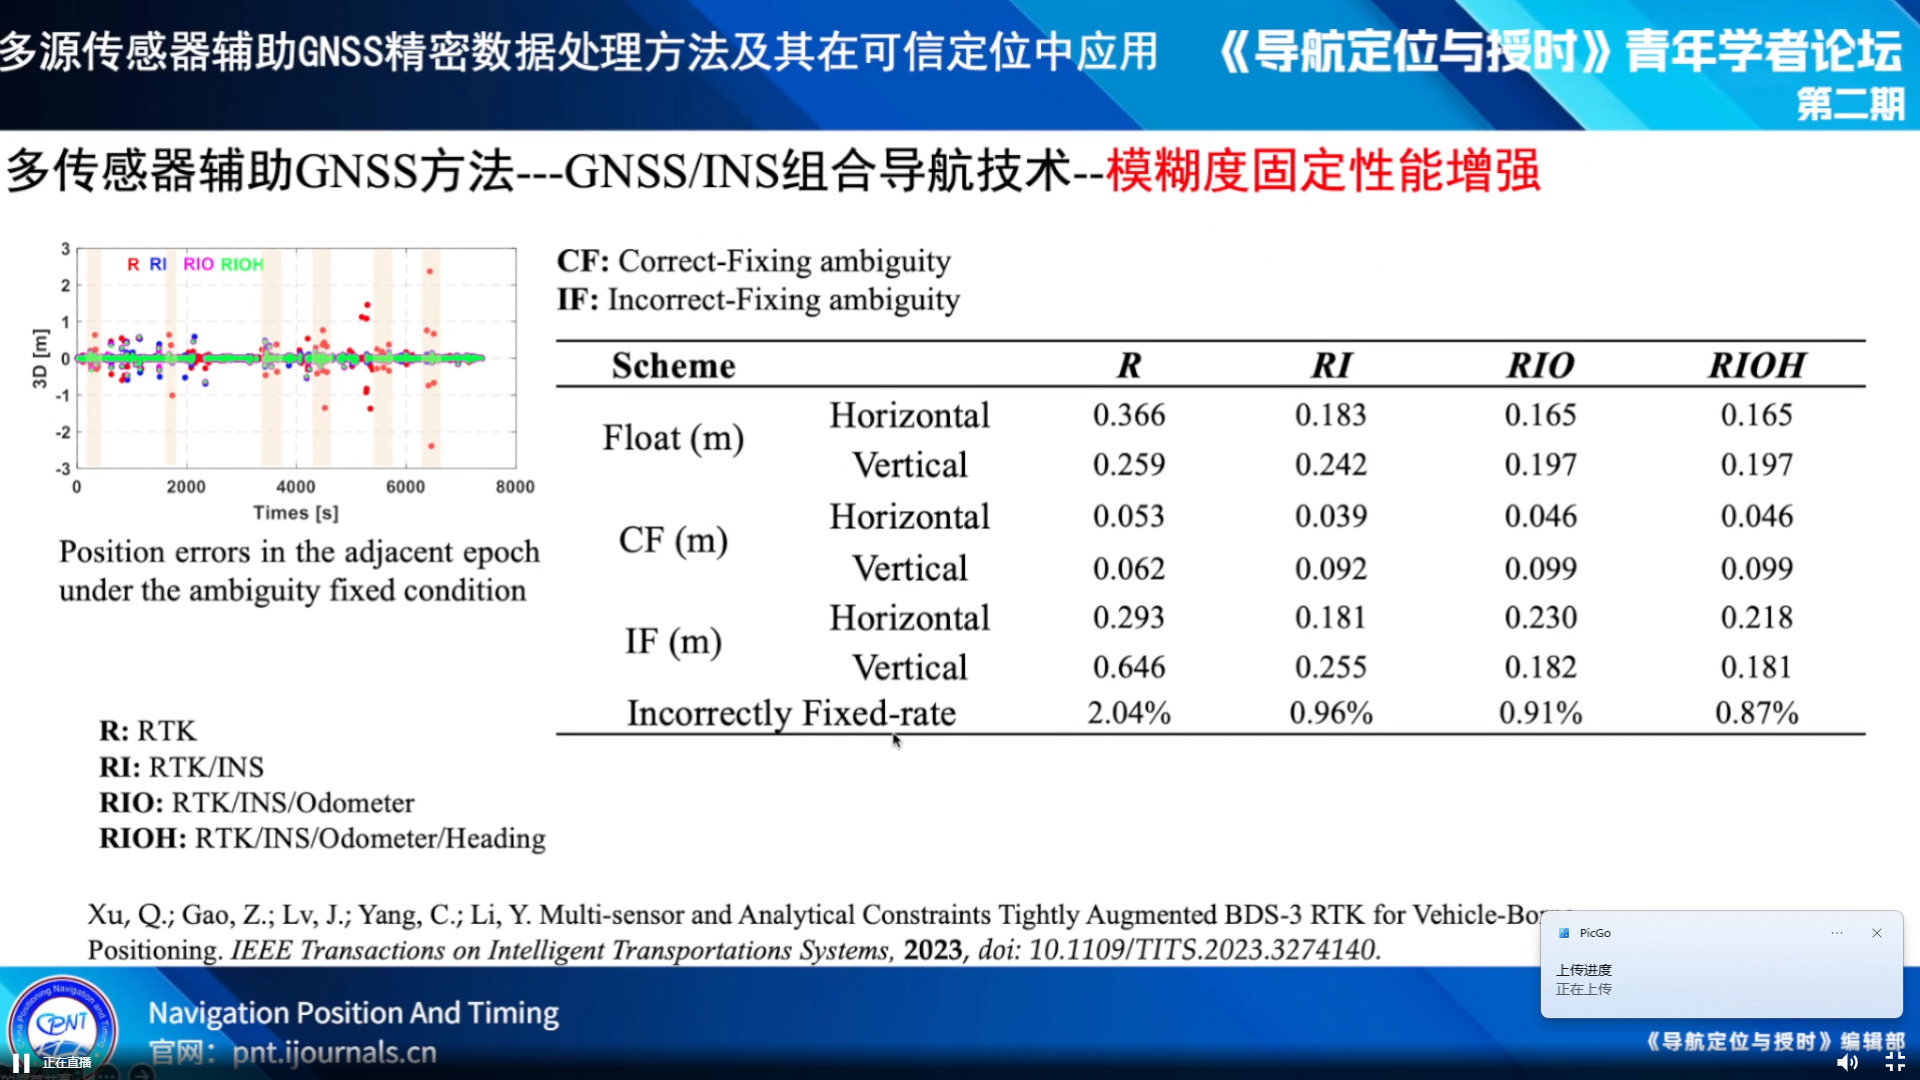 多源传感器辅助GNSS精密数据处理方法及其在可信定位中应用
《导航定位与授时》青年学者论坛
第二期
多传感器辅助GNSS方法---GNSS/INS组合导航技术--模糊度固定性能增强
3
2
1
0
-1
-2
-3
3D [m]
R RI RIO RIOH
0 2000 4000 6000 8000
Times [s]
Position errors in the adjacent epoch
under the ambiguity fixed condition
CF: Correct-Fixing ambiguity
IF: Incorrect-Fixing ambiguity
Scheme R RI RIO RIOH
Float (m)
Horizontal 0.366 0.183 0.165 0.165
Vertical 0.259 0.242 0.197 0.197
CF (m)
Horizontal 0.053 0.039 0.046 0.046
Vertical 0.062 0.092 0.099 0.099
IF (m)
Horizontal 0.293 0.181 0.230 0.218
Vertical 0.646 0.255 0.182 0.181
Incorrectly Fixed-rate 2.04% 0.96% 0.91% 0.87%
R: RTK
RI: RTK/INS
RIO: RTK/INS/Odometer
RIOH: RTK/INS/Odometer/Heading
Xu, Q.; Gao, Z.; Lv, J.; Yang, C.; Li, Y. Multi-sensor and Analytical Constraints Tightly Augmented BDS-3 RTK for Vehicle-Borne
Positioning. IEEE Transactions on Intelligent Transportations Systems, 2023, doi: 10.1109/TITS.2023.3274140.
PicGo
上传进度
正在上传
CPNT
Navigation Position And Timing
官网：pnt.ijournals.cn
正在直播
《导航定位与授时》编辑部